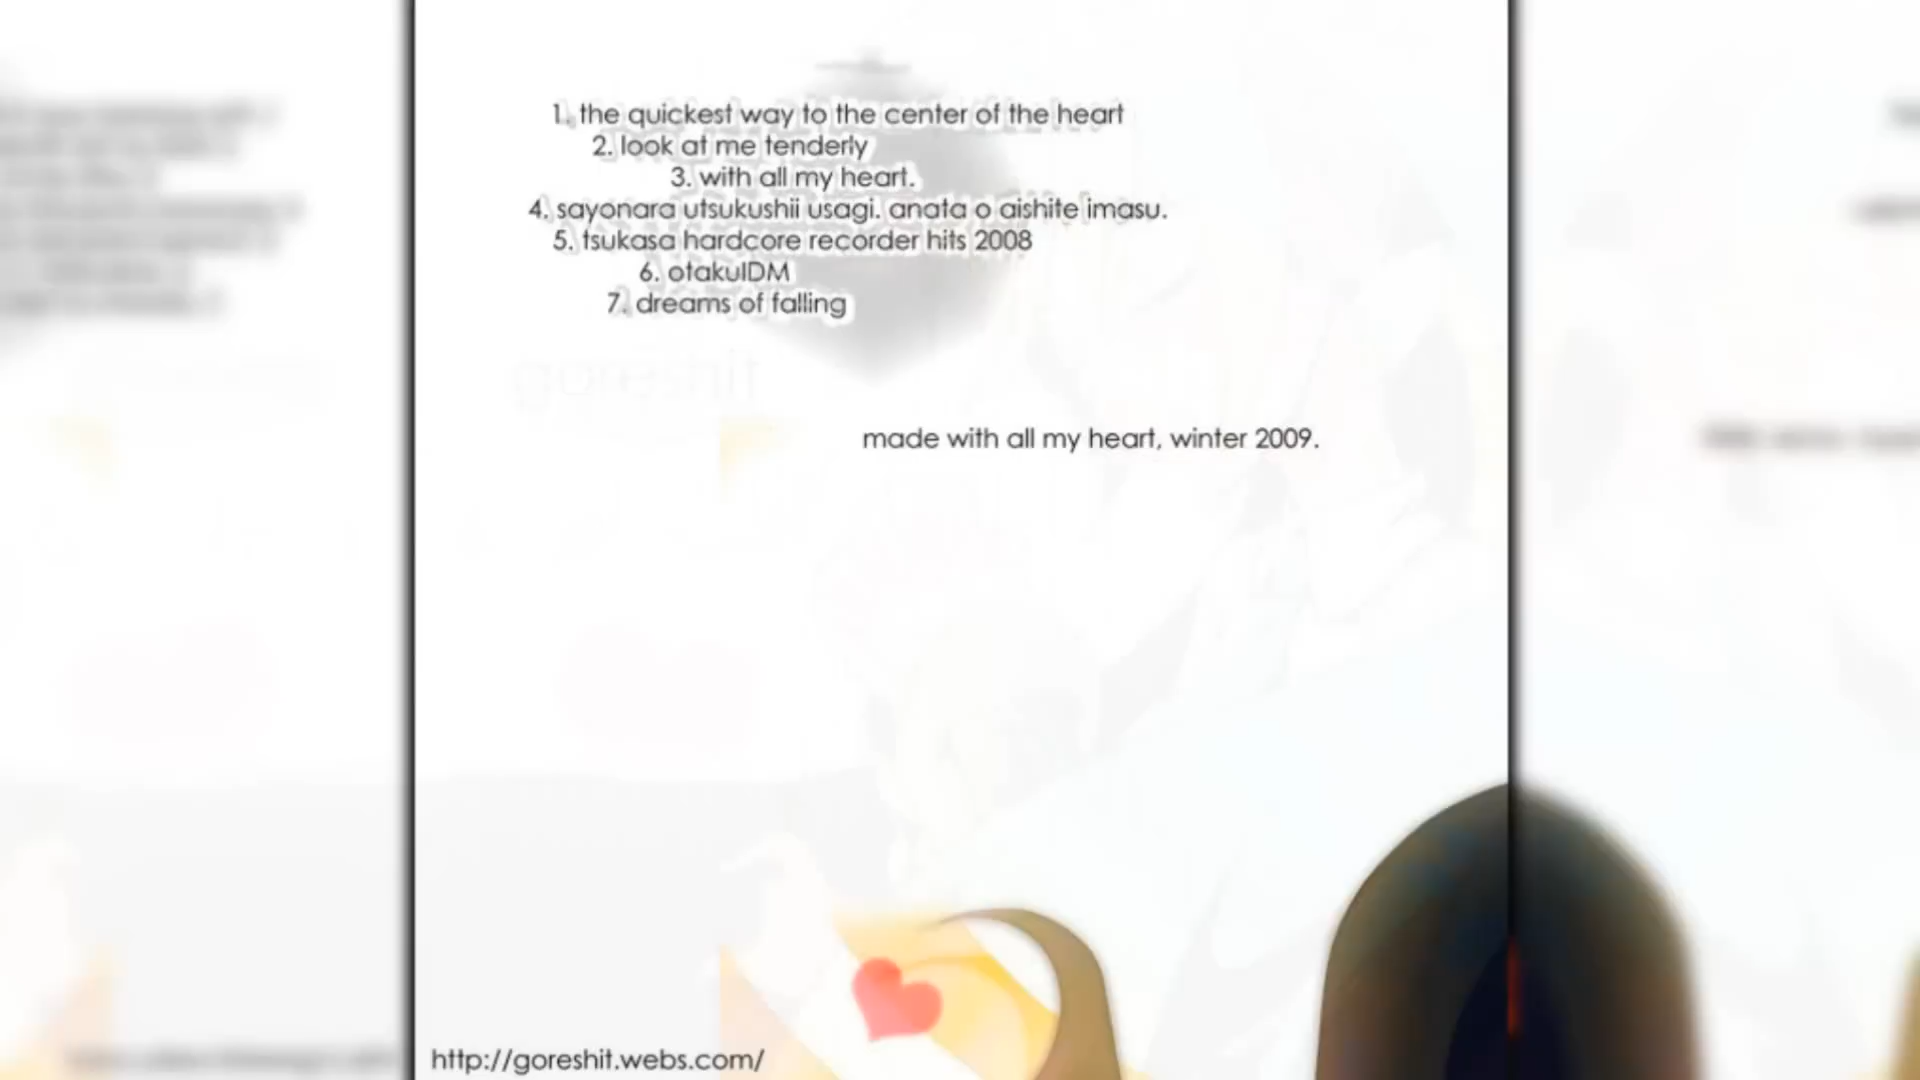 1. the quickest way to the center of the heart
2. look at me tenderly
3. with all my heart.
4. sayonara utsukushii usagi. anata o aishite imasu.
5. tsukasa hardcore recorder hits 2008
6. otakuIDM
7. dreams of falling
goreshit
made with all my heart, winter 2009.
http://goreshit.webs.com/